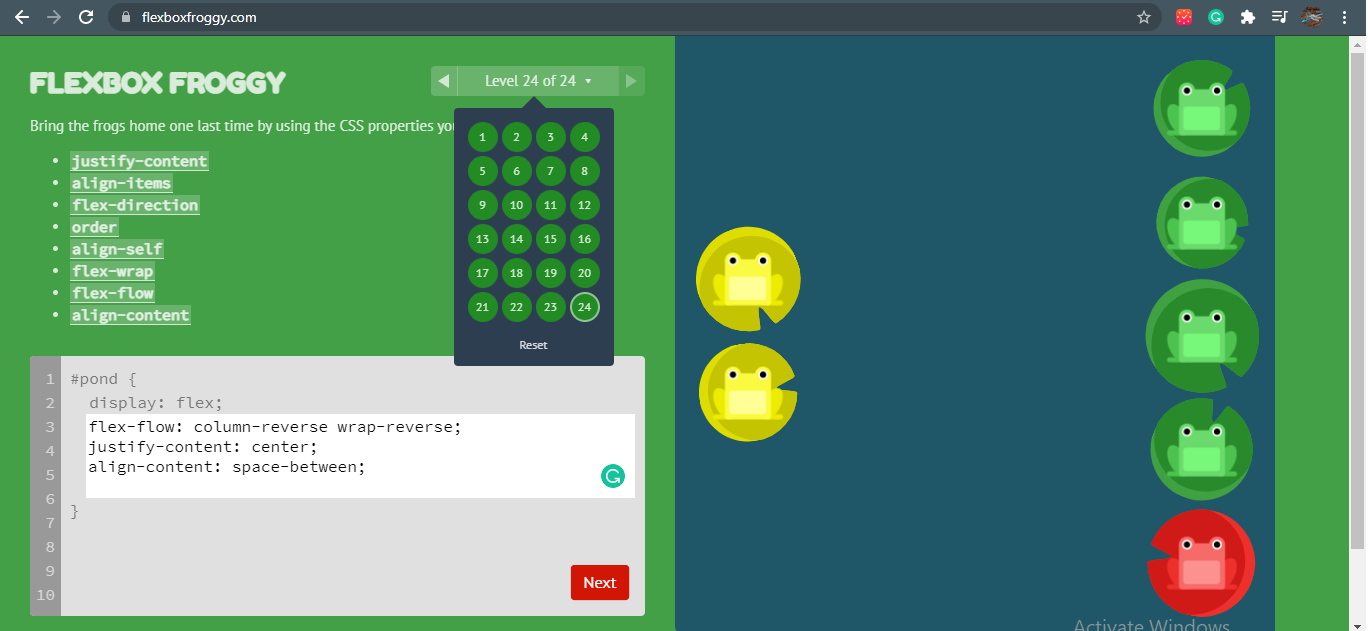 flexboxfroggy.com
FLEXBOX FROGGY
Level 24 of 24
Bring the frogs home one last time by using the CSS properties
1 2 3 4
5 6 7 8
9 10 11 12
13 14 15 16
17 18 19 20
21 22 23 24
Reset
justify-content
align-items
flex-direction
order
align-self
flex-wrap
flex-flow
align-content
1 #pond {
2 display: flex;
3 flex-flow: column-reverse wrap-reverse;
4 justify-content: center;
5 align-content: space-between;
6
7 }
8
9
10
Next
Activate Windows